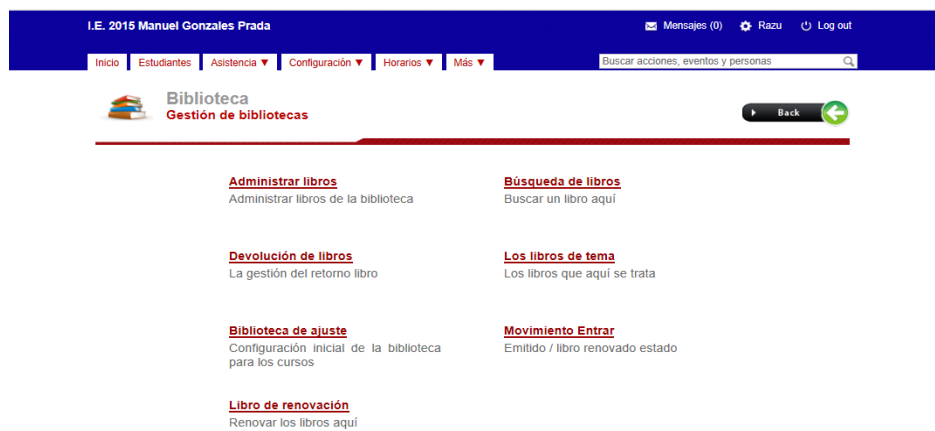 I.E. 2015 Manuel Gonzales Prada
Mensajes (0) Razu Log out
Inicio Estudiantes Asistencia ▼ Configuración ▼ Horarios ▼ Más ▼ Buscar acciones, eventos y personas
Biblioteca
Gestión de bibliotecas
Back
Administrar libros
Administrar libros de la biblioteca
Búsqueda de libros
Buscar un libro aquí
Devolución de libros
La gestión del retorno libro
Los libros de tema
Los libros que aquí se trata
Biblioteca de ajuste
Configuración inicial de la biblioteca
para los cursos
Movimiento Entrar
Emitido / libro renovado estado
Libro de renovación
Renovar los libros aquí